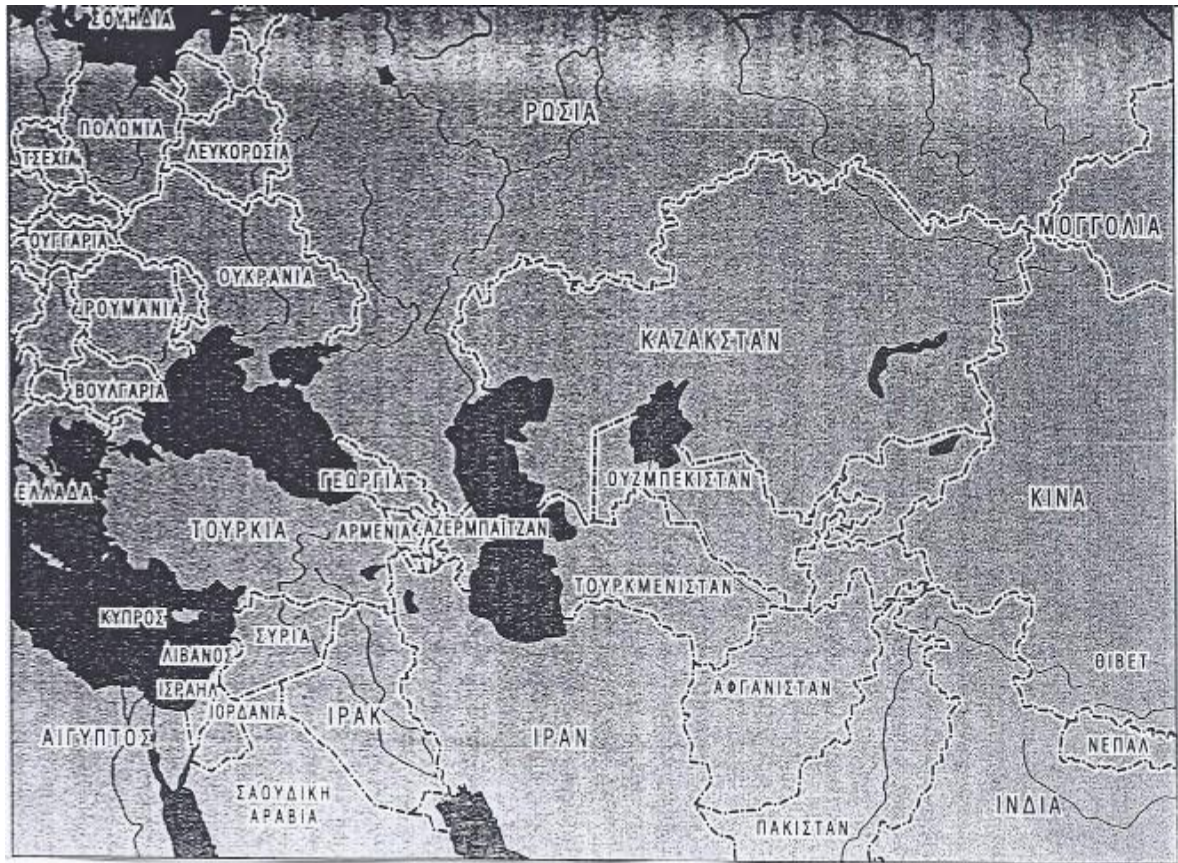 ΣΟΥΗΔΙΑ
ΡΩΣΙΑ
ΠΟΛΩΝΙΑ
ΤΣΕΧΙΑ
ΛΕΥΚΟΡΩΣΙΑ
ΜΟΓΓΟΛΙΑ
ΟΥΓΓΑΡΙΑ
ΟΥΚΡΑΝΙΑ
ΡΟΥΜΑΝΙΑ
ΚΑΖΑΚΣΤΑΝ
ΒΟΥΛΓΑΡΙΑ
ΓΕΩΡΓΙΑ
ΟΥΖΜΠΕΚΙΣΤΑΝ
ΕΛΛΑΔΑ
ΚΙΝΑ
ΤΟΥΡΚΙΑ
ΑΡΜΕΝΙΑ
ΑΖΕΡΜΠΑΪΤΖΑΝ
ΤΟΥΡΚΜΕΝΙΣΤΑΝ
ΚΥΠΡΟΣ
ΣΥΡΙΑ
ΛΙΒΑΝΟΣ
ΘΙΒΕΤ
ΙΣΡΑΗΛ
ΑΦΓΑΝΙΣΤΑΝ
ΙΟΡΔΑΝΙΑ
ΙΡΑΚ
ΑΙΓΥΠΤΟΣ
ΙΡΑΝ
ΝΕΠΑΛ
ΣΑΟΥΔΙΚΗ
ΑΡΑΒΙΑ
ΙΝΔΙΑ
ΠΑΚΙΣΤΑΝ